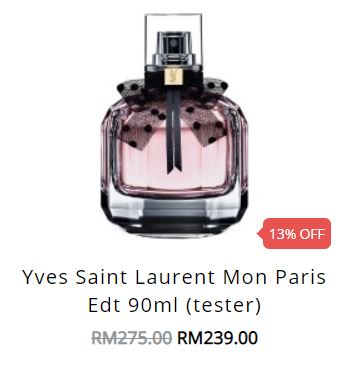 13% OFF
Yves Saint Laurent Mon Paris
Edt 90ml (tester)
RM275.00 RM239.00